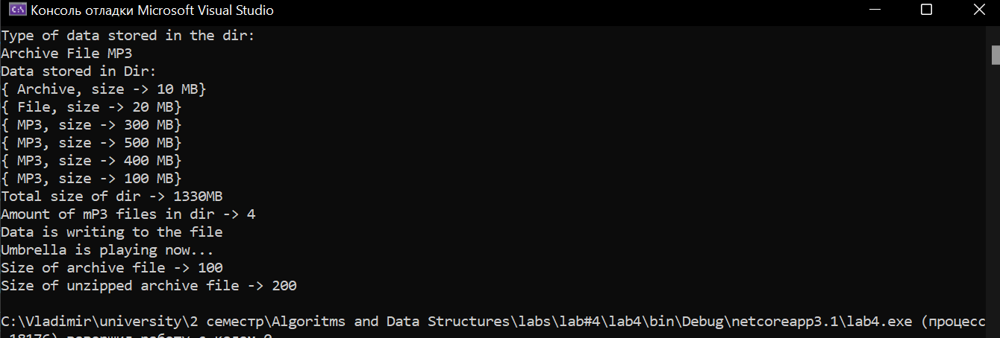 Консоль отладки Microsoft Visual Studio
Type of data stored in the dir:
Archive File MP3
Data stored in Dir:
{ Archive, size -> 10 MB}
{ File, size -> 20 MB}
{ MP3, size -> 300 MB}
{ MP3, size -> 500 MB}
{ MP3, size -> 400 MB}
{ MP3, size -> 100 MB}
Total size of dir -> 1330MB
Amount of mP3 files in dir -> 4
Data is writing to the file
Umbrella is playing now...
Size of archive file -> 100
Size of unzipped archive file -> 200
C:\Vladimir\university\2 семестр\Algoritms and Data Structures\labs\lab#4\lab4\bin\Debug\netcoreapp3.1\lab4.exe (процесс
18176) завершил работу с кодом 0